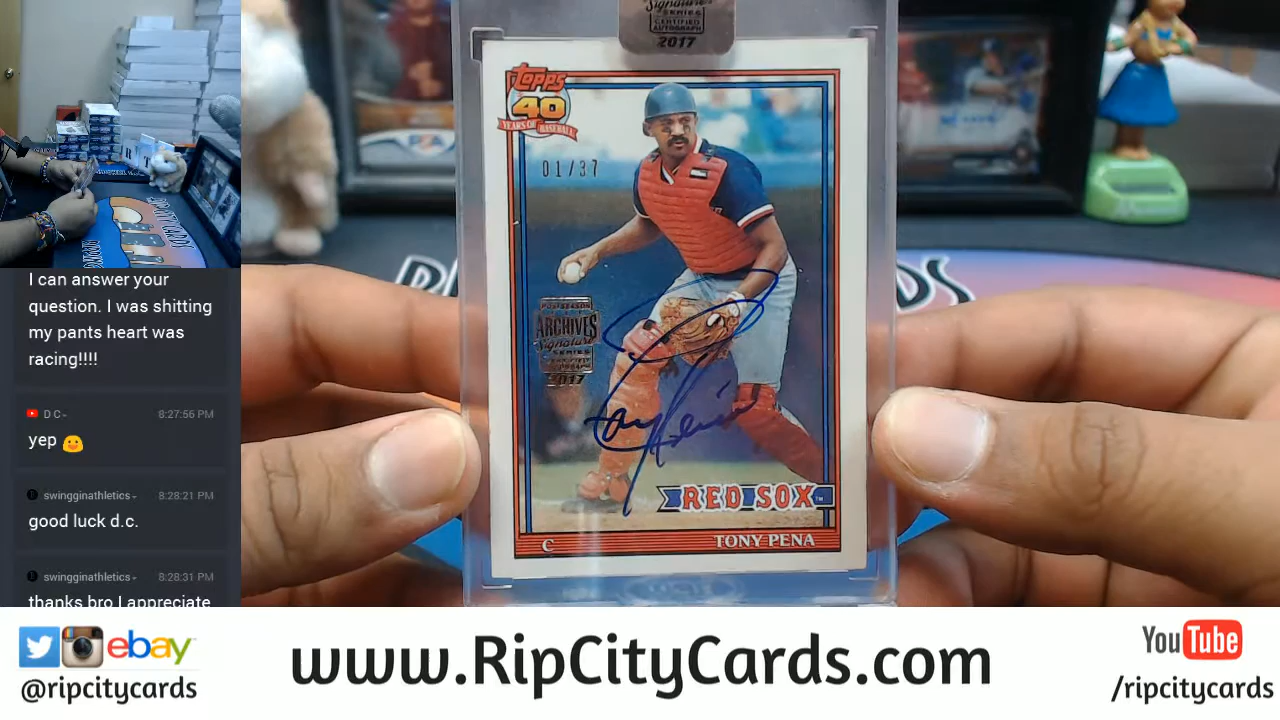 Signature
SERIES
CERTIFIED
AUTOGRAPH
2017
Topps
40
YEARS OF BASEBALL
01/37
POSTSEASON
ARCHIVES
Signature
SERIES
2017
RED SOX
C
TONY PENA
I can answer your
question. I was shitting
my pants heart was
racing!!!!
D C
8:27:56 PM
yep
swingginathletics
8:28:21 PM
good luck d.c.
swingginathletics
8:28:31 PM
thanks bro I appreciate
ebay
@ripcitycards
www.RipCityCards.com
YouTube
/ripcitycards